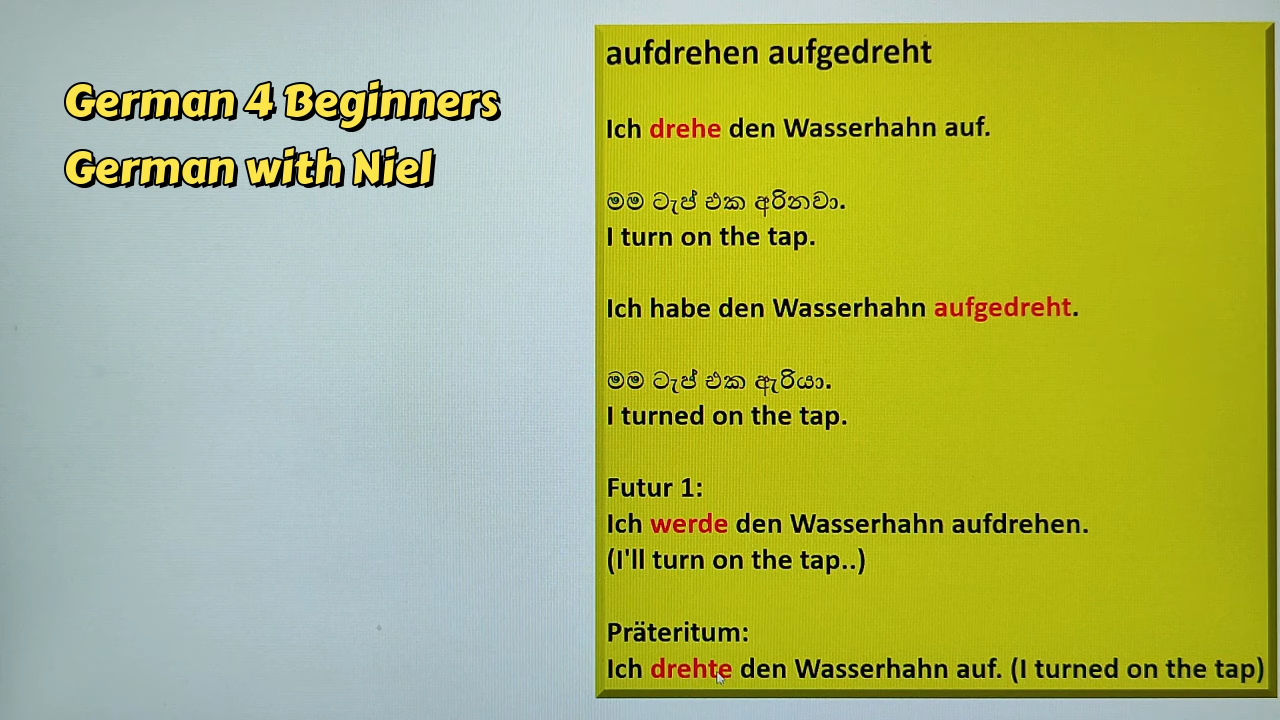 German 4 Beginners
German with Niel
aufdrehen aufgedreht
Ich drehe den Wasserhahn auf.
මම ටැප් එක අරිනවා.
I turn on the tap.
Ich habe den Wasserhahn aufgedreht.
මම ටැප් එක ඇරියා.
I turned on the tap.
Futur 1:
Ich werde den Wasserhahn aufdrehen.
(I'll turn on the tap..)
Präteritum:
Ich drehte den Wasserhahn auf. (I turned on the tap)